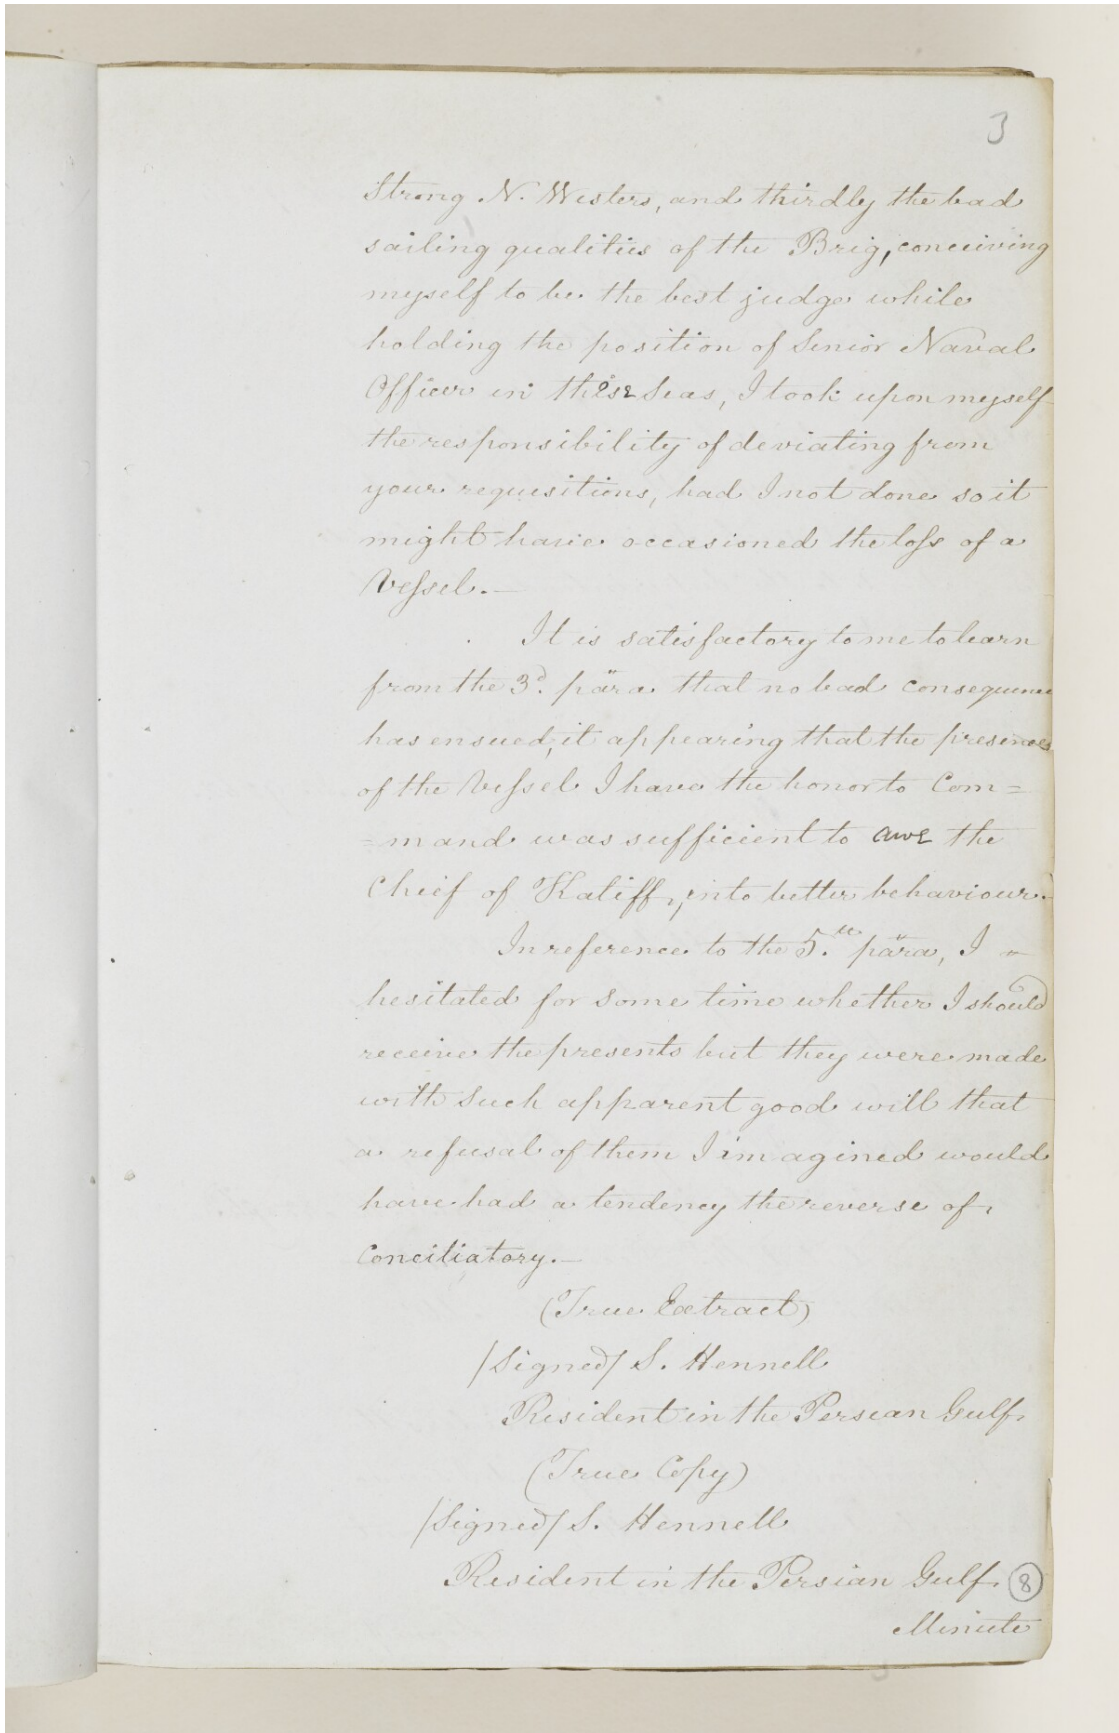 3
Strong N. Westers, and thirdly the bad
sailing qualities of the Brig, conceiving
myself to be the best judge while
holding the position of Senior Naval
Officer in these Seas, I took upon myself
the responsibility of deviating from
your requisitions, had I not done so it
might have occasioned the loſs of a
Veſsel. —
It is satisfactory to me to learn
from the 3d. para that no bad consequence
has ensued, it appearing that the presence
of the Veſsel I have the honor to Com=
=mand was sufficient to awe the
Chief of Katiff, into better behaviour.
In reference to the 5th. para, I
hesitated for some time whether I should
receive the presents but they were made
with such apparent good will that
a refusal of them I imagined would
have had a tendency the reverse of
Conciliatory. —
(True Extract)
/Signed/ S. Hennell
Resident in the Persian Gulf
(True Copy)
/Signed/ S. Hennell
Resident in the Persian Gulf 8
Minute